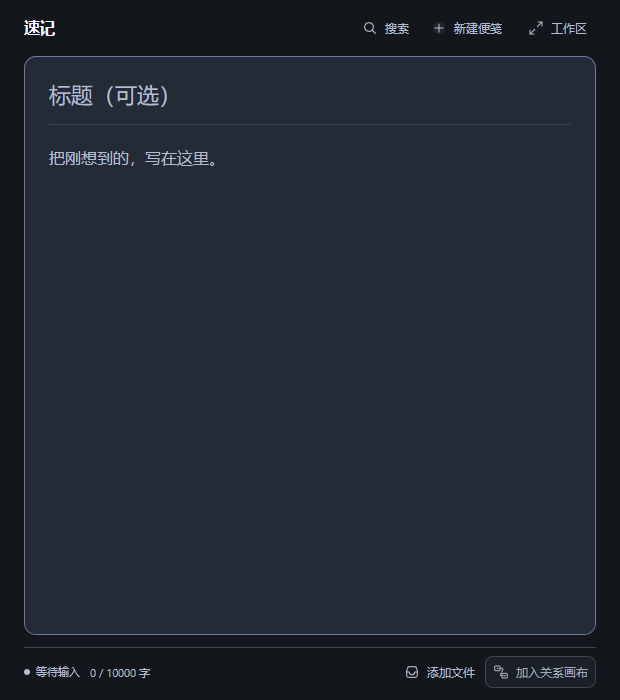 速记 搜索 新建便笺 工作区
标题（可选）
把刚想到的，写在这里。
等待输入 0 / 10000 字 添加文件 加入关系画布